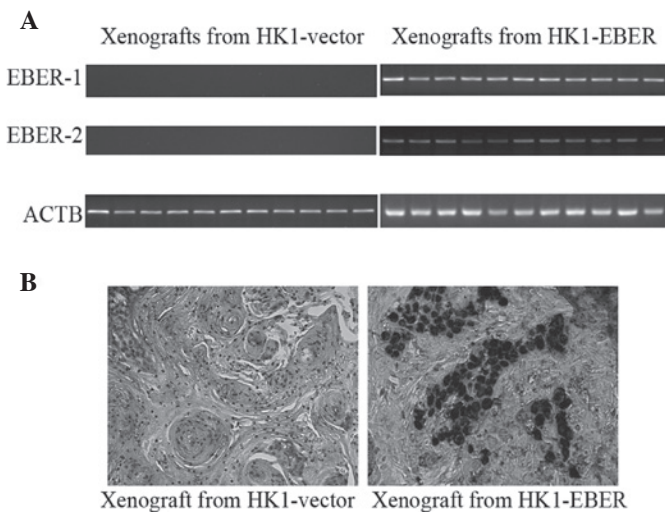 A
Xenografts from HK1-vector Xenografts from HK1-EBER
EBER-1
EBER-2
ACTB
B
Xenograft from HK1-vector Xenograft from HK1-EBER